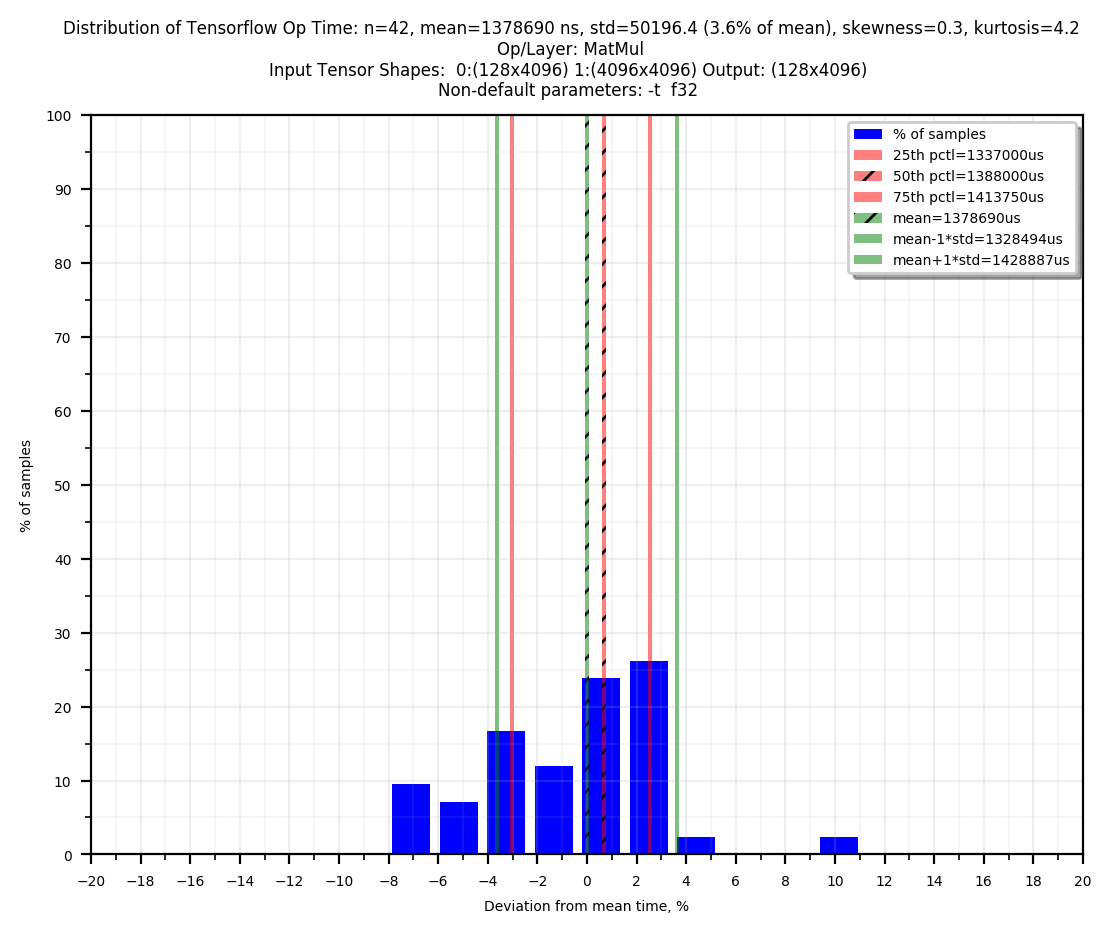 Distribution of Tensorflow Op Time: n=42, mean=1378690 ns, std=50196.4 (3.6% of mean), skewness=0.3, kurtosis=4.2
Op/Layer: MatMul
Input Tensor Shapes:  0:(128x4096) 1:(4096x4096) Output: (128x4096)
Non-default parameters: -t  f32
% of samples
25th pctl=1337000us
50th pctl=1388000us
75th pctl=1413750us
mean=1378690us
mean-1*std=1328494us
mean+1*std=1428887us
100
90
80
70
60
50
40
30
20
10
0
% of samples
−20 −18 −16 −14 −12 −10 −8 −6 −4 −2 0 2 4 6 8 10 12 14 16 18 20
Deviation from mean time, %